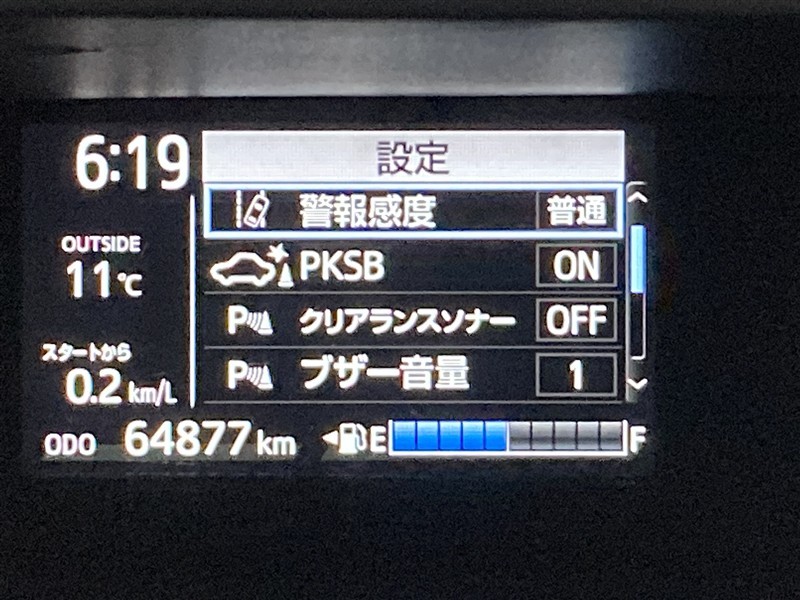 6:19
設定
警報感度 普通
PKSB ON
クリアランスソナー OFF
ブザー音量 1
OUTSIDE
11℃
スタートから
0.2 km/L
ODO 64877 km
E F